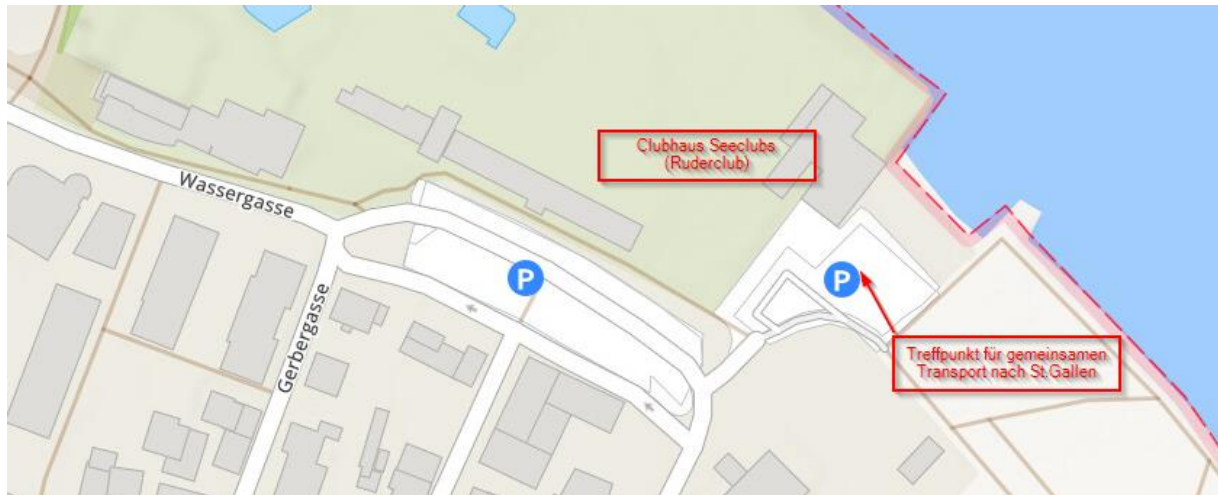 Clubhaus Seeclubs
(Ruderclub)
Wassergasse
P
P
Gerbergasse
Treffpunkt für gemeinsamen
Transport nach St.Gallen